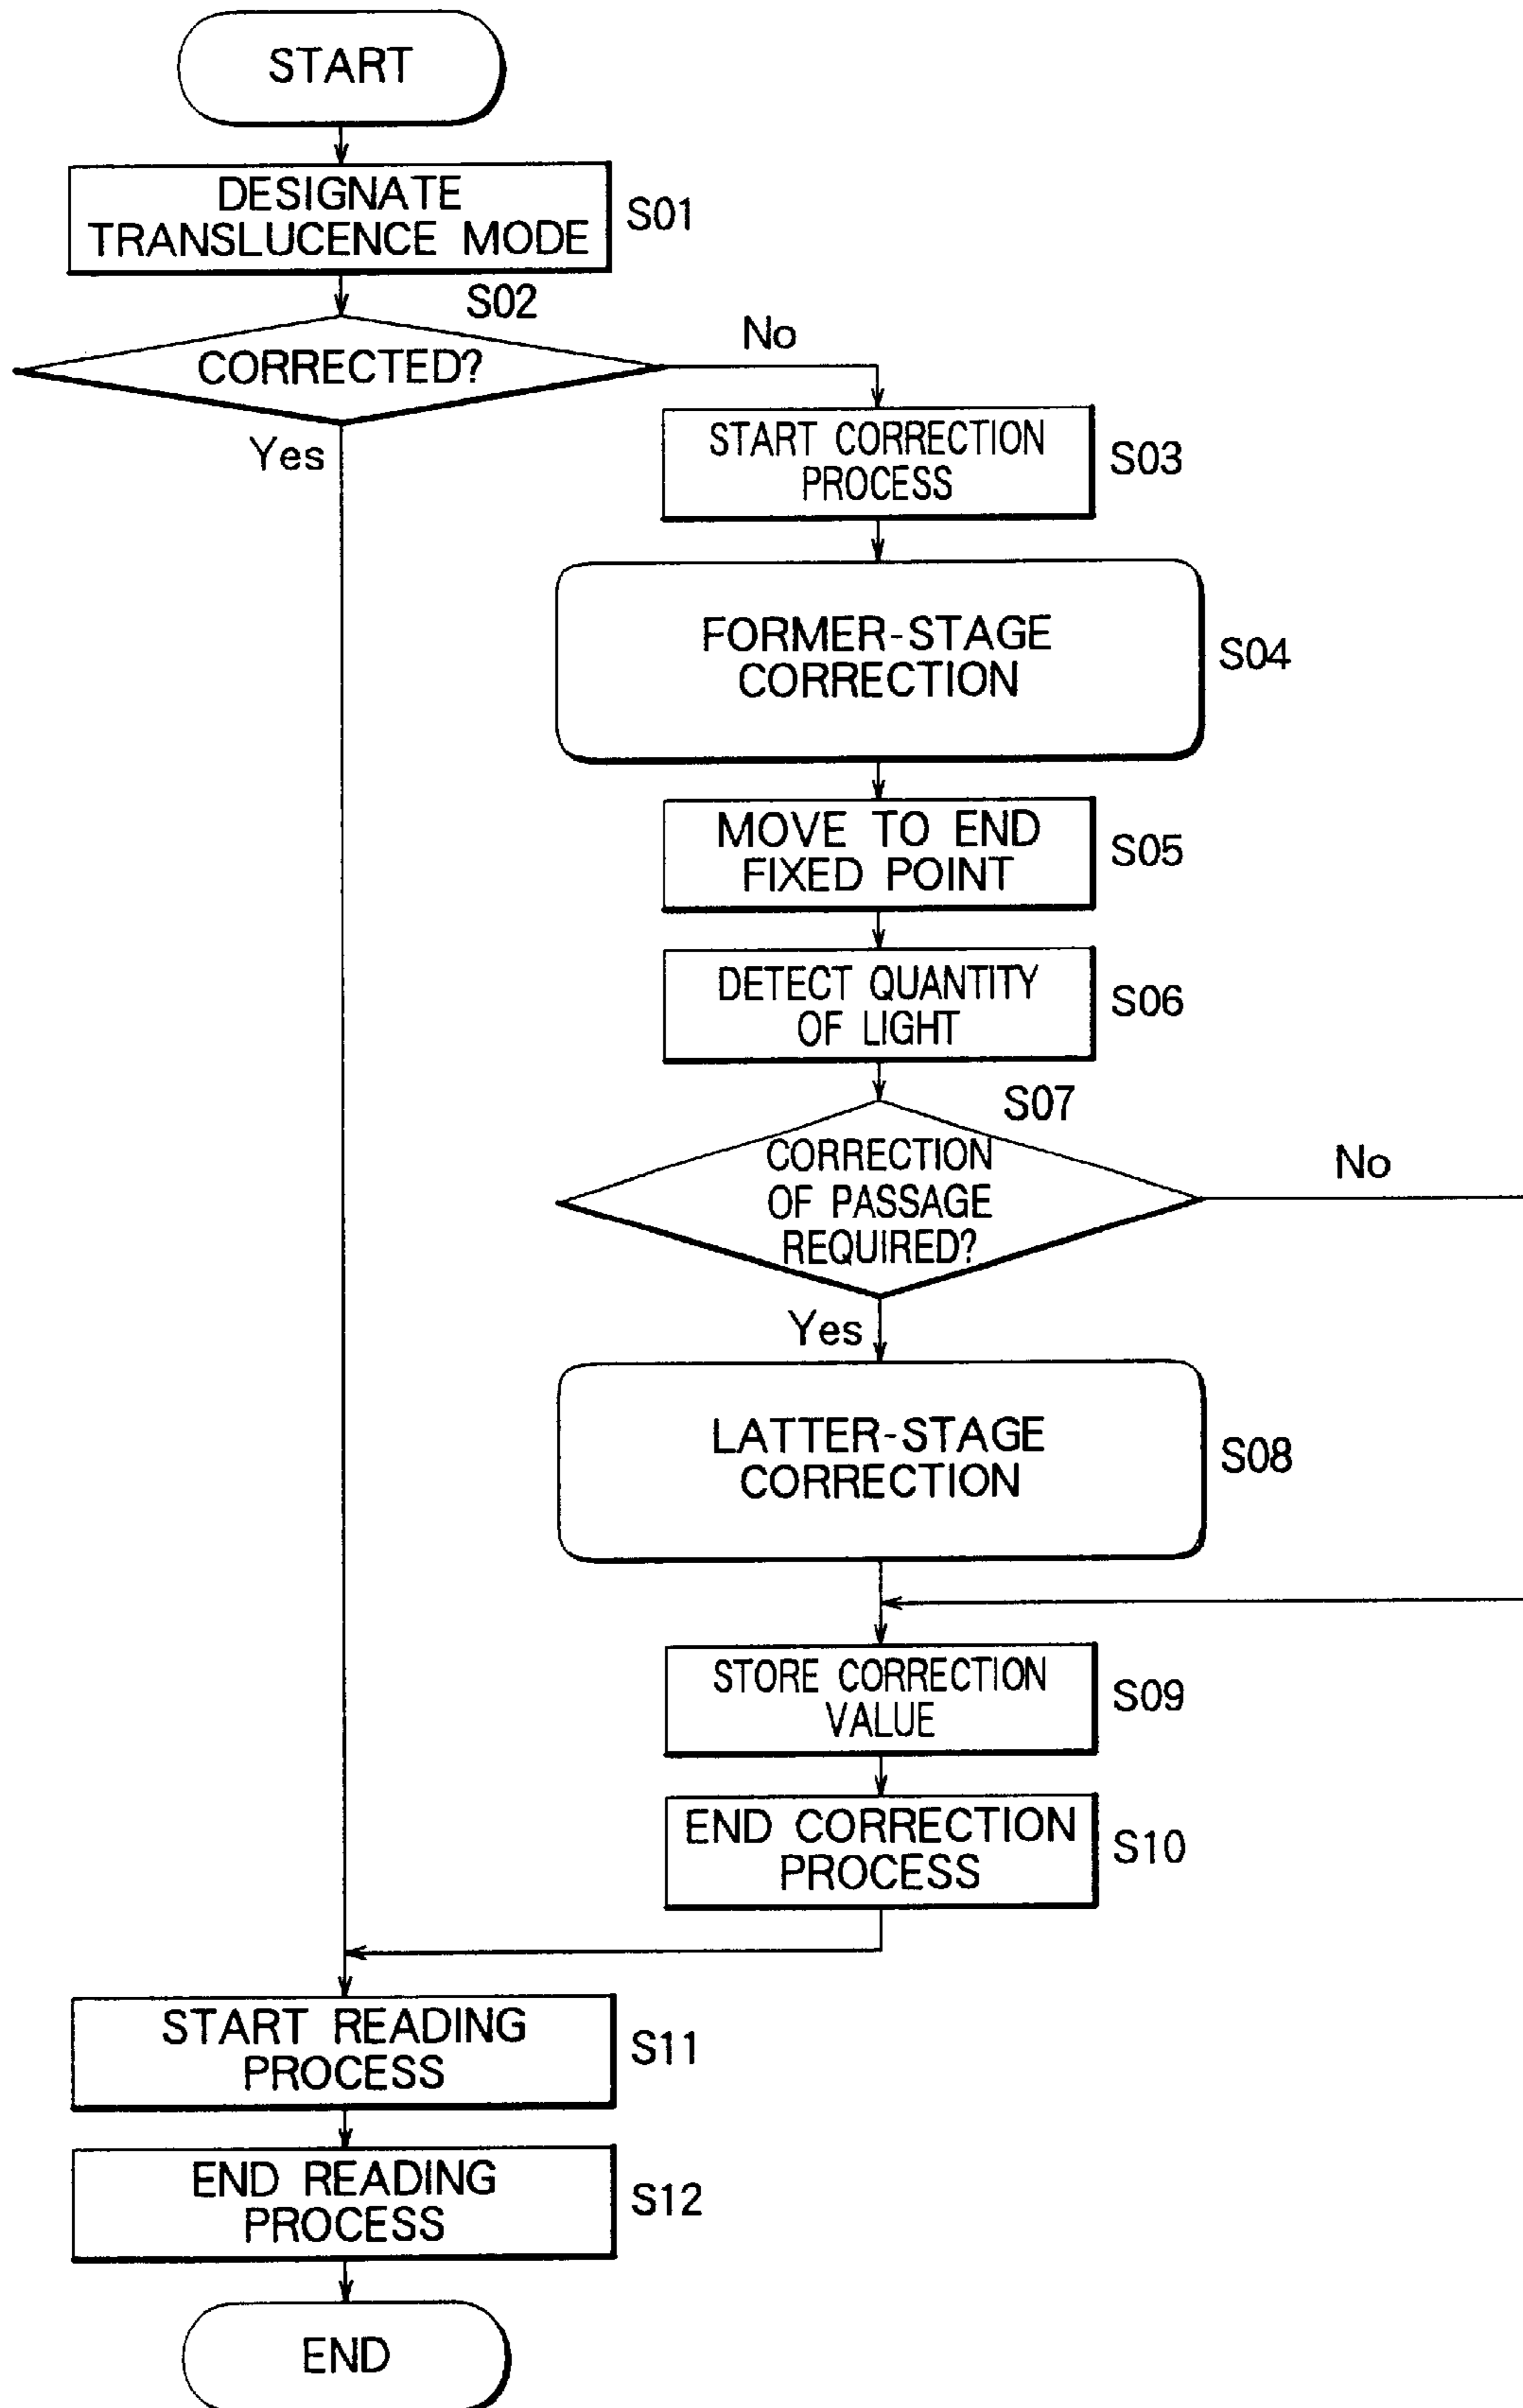 START
DESIGNATE
TRANSLUCENCE MODE
S01
S02
CORRECTED?
No
Yes
START CORRECTION
PROCESS
S03
FORMER-STAGE
CORRECTION
S04
MOVE TO END
FIXED POINT
S05
DETECT QUANTITY
OF LIGHT
S06
S07
CORRECTION
OF PASSAGE
REQUIRED?
No
Yes
LATTER-STAGE
CORRECTION
S08
STORE CORRECTION
VALUE
S09
END CORRECTION
PROCESS
S10
START READING
PROCESS
S11
END READING
PROCESS
S12
END